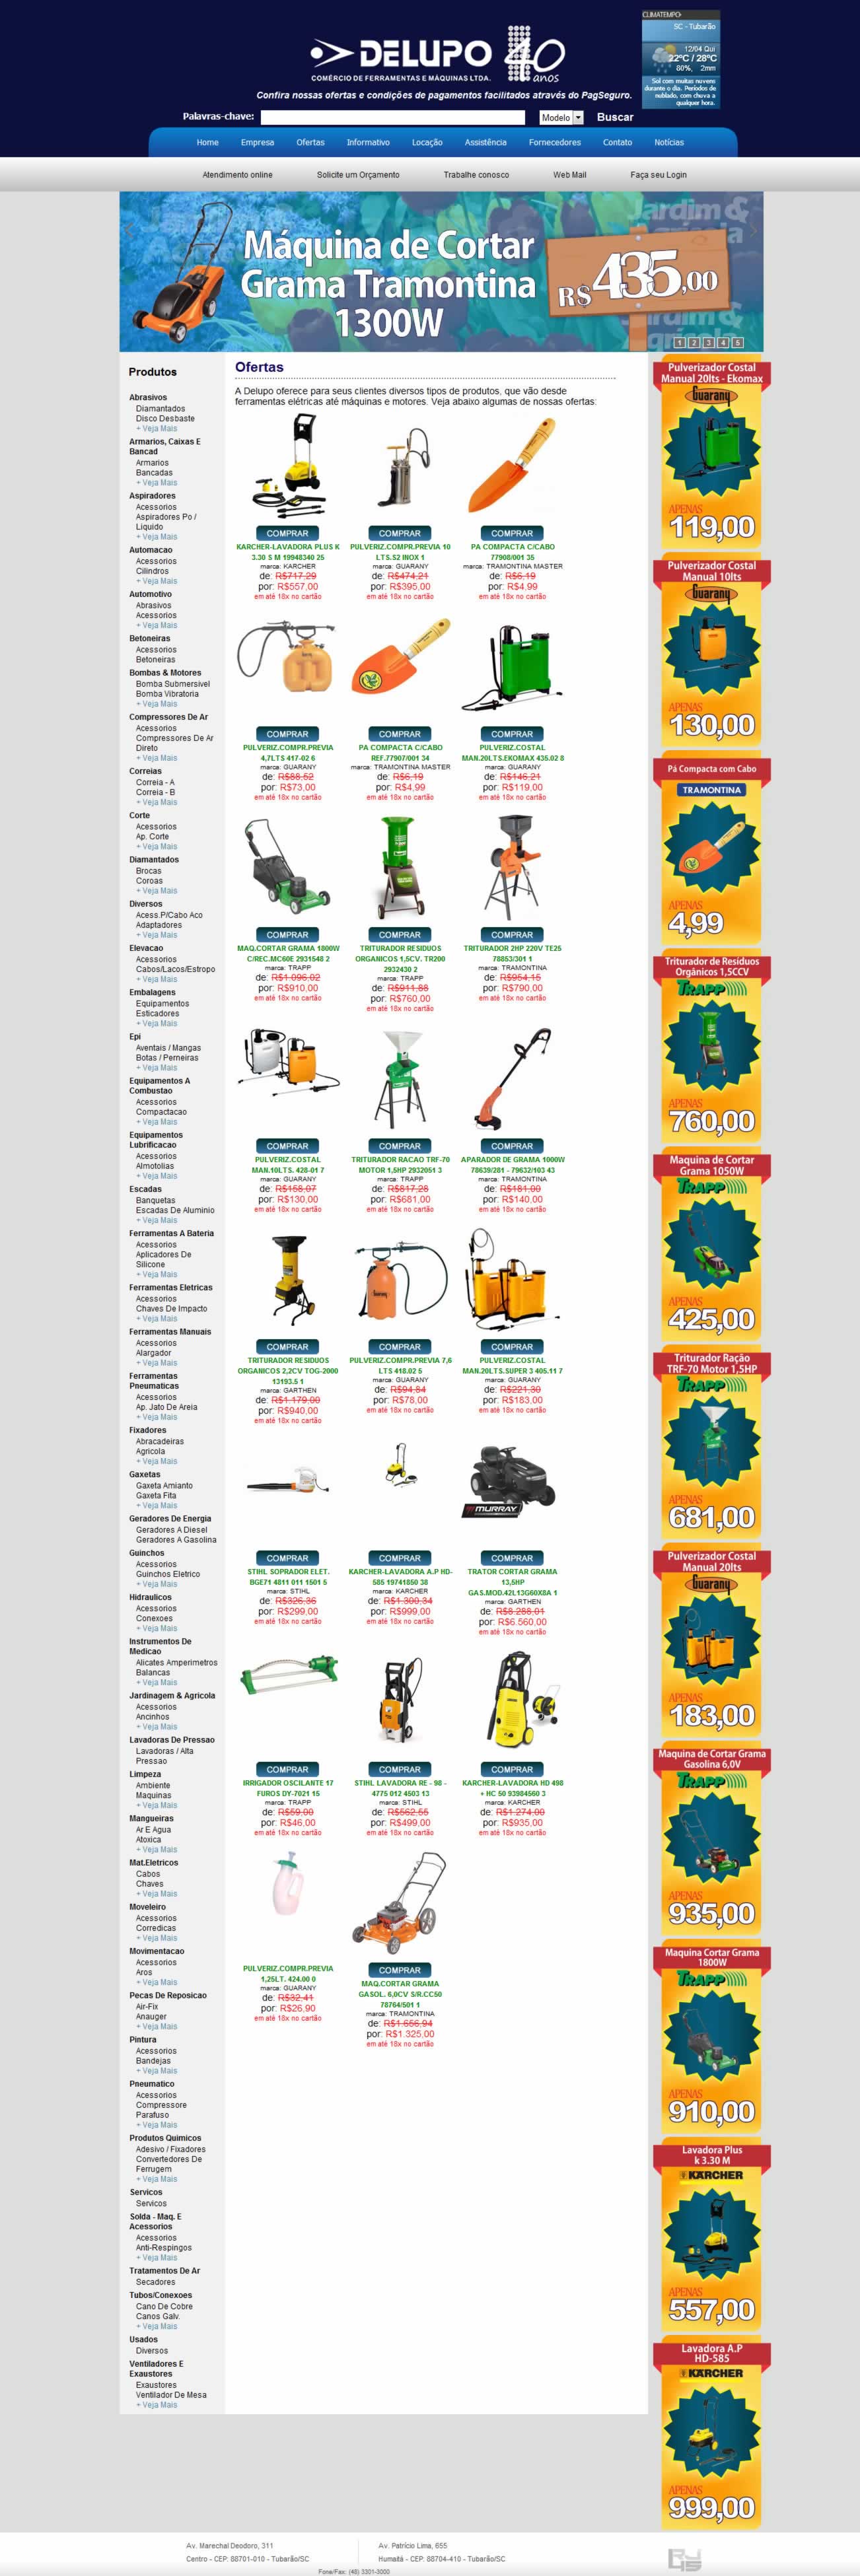 CLIMATEMPO
SC - Tubarão
12/04 Qui
22°C / 28°C
80%, 2mm
Sol com muitas nuvens
durante o dia. Períodos de
nublado, com chuva a
qualquer hora.
DELUPO 40 anos
COMÉRCIO DE FERRAMENTAS E MÁQUINAS LTDA.
Confira nossas ofertas e condições de pagamentos facilitados através do PagSeguro.
Palavras-chave: Modelo Buscar
Home Empresa Ofertas Informativo Locação Assistência Fornecedores Contato Notícias
Atendimento online Solicite um Orçamento Trabalhe conosco Web Mail Faça seu Login
Máquina de Cortar
Grama Tramontina
1300W
R$ 435,00
1 2 3 4 5
Produtos
Abrasivos
Diamantados
Disco Desbaste
+ Veja Mais
Armarios, Caixas E
Bancad
Armarios
Bancadas
+ Veja Mais
Aspiradores
Acessorios
Aspiradores Po /
Liquido
+ Veja Mais
Automacao
Acessorios
Cilindros
+ Veja Mais
Automotivo
Abrasivos
Acessorios
+ Veja Mais
Betoneiras
Acessorios
Betoneiras
Bombas & Motores
Bomba Submersivel
Bomba Vibratoria
+ Veja Mais
Compressores De Ar
Acessorios
Compressores De Ar
Direto
+ Veja Mais
Correias
Correia - A
Correia - B
+ Veja Mais
Corte
Acessorios
Ap. Corte
+ Veja Mais
Diamantados
Brocas
Coroas
+ Veja Mais
Diversos
Acess.P/Cabo Aco
Adaptadores
+ Veja Mais
Elevacao
Acessorios
Cabos/Lacos/Estropo
+ Veja Mais
Embalagens
Equipamentos
Esticadores
+ Veja Mais
Epi
Aventais / Mangas
Botas / Perneiras
+ Veja Mais
Equipamentos A
Combustao
Acessorios
Compactacao
+ Veja Mais
Equipamentos
Lubrificacao
Acessorios
Almotolias
+ Veja Mais
Escadas
Banquetas
Escadas De Aluminio
+ Veja Mais
Ferramentas A Bateria
Acessorios
Aplicadores De
Silicone
+ Veja Mais
Ferramentas Eletricas
Acessorios
Chaves De Impacto
+ Veja Mais
Ferramentas Manuais
Acessorios
Alargador
+ Veja Mais
Ferramentas
Pneumaticas
Acessorios
Ap. Jato De Areia
+ Veja Mais
Fixadores
Abracadeiras
Agricola
+ Veja Mais
Gaxetas
Gaxeta Amianto
Gaxeta Fita
+ Veja Mais
Geradores De Energia
Geradores A Diesel
Geradores A Gasolina
Guinchos
Acessorios
Guinchos Eletrico
+ Veja Mais
Hidraulicos
Acessorios
Conexoes
+ Veja Mais
Instrumentos De
Medicao
Alicates Amperimetros
Balancas
+ Veja Mais
Jardinagem & Agricola
Acessorios
Ancinhos
+ Veja Mais
Lavadoras De Pressao
Lavadoras / Alta
Pressao
Limpeza
Ambiente
Maquinas
+ Veja Mais
Mangueiras
Ar E Agua
Atoxica
+ Veja Mais
Mat.Eletricos
Cabos
Chaves
+ Veja Mais
Moveleiro
Acessorios
Corredicas
+ Veja Mais
Movimentacao
Acessorios
Aros
+ Veja Mais
Pecas De Reposicao
Air-Fix
Anauger
+ Veja Mais
Pintura
Acessorios
Bandejas
+ Veja Mais
Pneumatico
Acessorios
Compressore
Parafuso
+ Veja Mais
Produtos Quimicos
Adesivo / Fixadores
Convertedores De
Ferrugem
+ Veja Mais
Servicos
Servicos
Solda - Maq. E
Acessorios
Acessorios
Anti-Respingos
+ Veja Mais
Tratamentos De Ar
Secadores
Tubos/Conexoes
Cano De Cobre
Canos Galv.
+ Veja Mais
Usados
Diversos
Ventiladores E
Exaustores
Exaustores
Ventilador De Mesa
+ Veja Mais
Ofertas
A Delupo oferece para seus clientes diversos tipos de produtos, que vão desde
ferramentas elétricas até máquinas e motores. Veja abaixo algumas de nossas ofertas:
COMPRAR COMPRAR COMPRAR
KARCHER-LAVADORA PLUS K PULVERIZ.COMPR.PREVIA 10 PA COMPACTA C/CABO
3.30 S M 19948340 25 LTS.S2 INOX 1 77908/001 35
marca: KARCHER marca: GUARANY marca: TRAMONTINA MASTER
de: R$717,29 de: R$474,21 de: R$6,19
por: R$557,00 por: R$395,00 por: R$4,99
em até 18x no cartão em até 18x no cartão em até 18x no cartão
COMPRAR COMPRAR COMPRAR
PULVERIZ.COMPR.PREVIA PA COMPACTA C/CABO PULVERIZ.COSTAL
4,7LTS 417-02 6 REF.77907/001 34 MAN.20LTS.EKOMAX 435.02 8
marca: GUARANY marca: TRAMONTINA MASTER marca: GUARANY
de: R$88,52 de: R$6,19 de: R$146,21
por: R$73,00 por: R$4,99 por: R$119,00
em até 18x no cartão em até 18x no cartão em até 18x no cartão
COMPRAR COMPRAR COMPRAR
MAQ.CORTAR GRAMA 1800W TRITURADOR RESIDUOS TRITURADOR 2HP 220V TE25
C/REC.MC60E 2931548 2 ORGANICOS 1,5CV. TR200 78853/301 1
marca: TRAPP 2932430 2 marca: TRAMONTINA
de: R$1.096,02 marca: TRAPP de: R$954,15
por: R$910,00 de: R$911,88 por: R$790,00
em até 18x no cartão por: R$760,00 em até 18x no cartão
em até 18x no cartão
COMPRAR COMPRAR COMPRAR
PULVERIZ.COSTAL TRITURADOR RACAO TRF-70 APARADOR DE GRAMA 1000W
MAN.10LTS. 428-01 7 MOTOR 1,5HP 2932051 3 78639/281 - 79632/103 43
marca: GUARANY marca: TRAPP marca: TRAMONTINA
de: R$158,07 de: R$817,28 de: R$181,00
por: R$130,00 por: R$681,00 por: R$140,00
em até 18x no cartão em até 18x no cartão em até 18x no cartão
Guarany
COMPRAR COMPRAR COMPRAR
TRITURADOR RESIDUOS PULVERIZ.COMPR.PREVIA 7,6 PULVERIZ.COSTAL
ORGANICOS 2,2CV TOG-2000 LTS 418.02 5 MAN.20LTS.SUPER 3 405.11 7
13193.5 1 marca: GUARANY marca: GUARANY
marca: GARTHEN de: R$94,84 de: R$221,30
de: R$1.179,00 por: R$78,00 por: R$183,00
por: R$940,00 em até 18x no cartão em até 18x no cartão
em até 18x no cartão
MURRAY
COMPRAR COMPRAR COMPRAR
STIHL SOPRADOR ELET. KARCHER-LAVADORA A.P HD- TRATOR CORTAR GRAMA
BGE71 4811 011 1501 5 585 19741850 38 13,5HP
marca: STIHL marca: KARCHER GAS.MOD.42L13G60X8A 1
de: R$326,36 de: R$1.300,34 marca: GARTHEN
por: R$299,00 por: R$999,00 de: R$8.288,01
em até 18x no cartão em até 18x no cartão por: R$6.560,00
em até 18x no cartão
COMPRAR COMPRAR COMPRAR
IRRIGADOR OSCILANTE 17 STIHL LAVADORA RE - 98 - KARCHER-LAVADORA HD 498
FUROS DY-7021 15 4775 012 4503 13 + HC 50 93984560 3
marca: TRAPP marca: STIHL marca: KARCHER
de: R$59,00 de: R$562,55 de: R$1.274,00
por: R$46,00 por: R$499,00 por: R$935,00
em até 18x no cartão em até 18x no cartão em até 18x no cartão
PULVERIZ.COMPR.PREVIA COMPRAR
1,25LT. 424.00 0 MAQ.CORTAR GRAMA
marca: GUARANY GASOL. 6,0CV S/R.CC50
de: R$32,41 78764/501 1
por: R$26,90 marca: TRAMONTINA
em até 18x no cartão de: R$1.656,94
por: R$1.325,00
em até 18x no cartão
Pulverizador Costal
Manual 20lts - Ekomax
Guarany
APENAS
119,00
Pulverizador Costal
Manual 10lts
Guarany
APENAS
130,00
Pá Compacta com Cabo
TRAMONTINA
APENAS
4,99
Triturador de Resíduos
Orgânicos 1,5CCV
TRAPP
APENAS
760,00
Maquina de Cortar
Grama 1050W
TRAPP
APENAS
425,00
Triturador Ração
TRF-70 Motor 1,5HP
TRAPP
APENAS
681,00
Pulverizador Costal
Manual 20lts
Guarany
APENAS
183,00
Maquina de Cortar Grama
Gasolina 6,0V
TRAPP
APENAS
935,00
Maquina Cortar Grama
1800W
TRAPP
APENAS
910,00
Lavadora Plus
k 3.30 M
KARCHER
APENAS
557,00
Lavadora A.P
HD-585
KARCHER
APENAS
999,00
Av. Marechal Deodoro, 311 Av. Patrício Lima, 655
Centro - CEP: 88701-010 - Tubarão/SC Humaitá - CEP: 88704-410 - Tubarão/SC
Fone/Fax: (48) 3301-3000